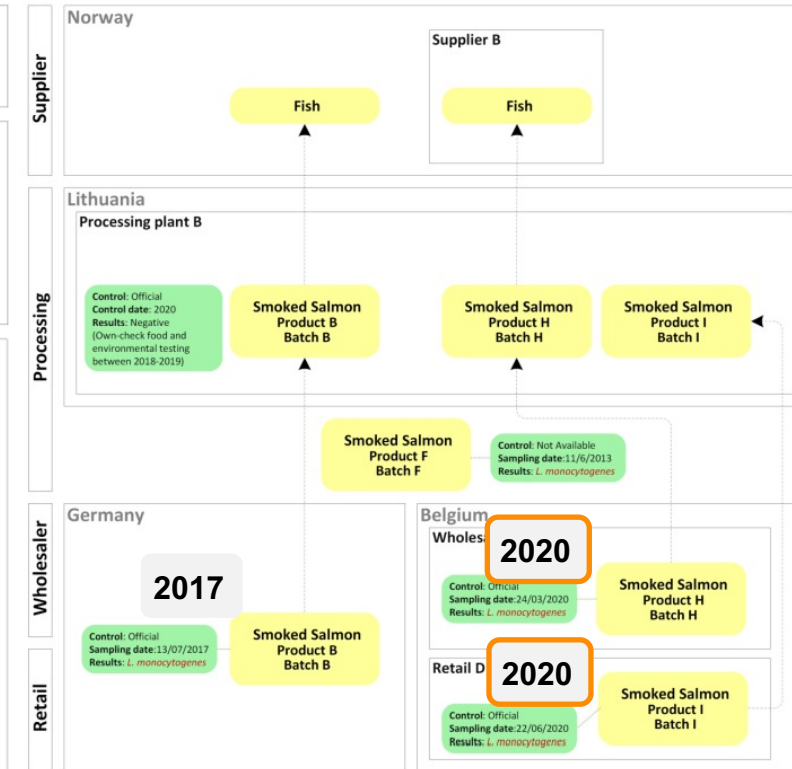 Norway
Supplier
Supplier B
Fish
Fish
Lithuania
Processing plant B
Processing
Control: Official
Control date: 2020
Results: Negative
(Own-check food and
environmental testing
between 2018-2019)
Smoked Salmon
Product B
Batch B
Smoked Salmon
Product H
Batch H
Smoked Salmon
Product I
Batch I
Smoked Salmon
Product F
Batch F
Control: Not Available
Sampling date:11/6/2013
Results: L. monocytogenes
Wholesaler
Retail
Germany
2017
Control: Official
Sampling date:13/07/2017
Results: L. monocytogenes
Smoked Salmon
Product B
Batch B
Belgium
Wholesa
2020
Control: Official
Sampling date:24/03/2020
Results: L. monocytogenes
Smoked Salmon
Product H
Batch H
Retail D
2020
Control: Official
Sampling date:22/06/2020
Results: L. monocytogenes
Smoked Salmon
Product I
Batch I